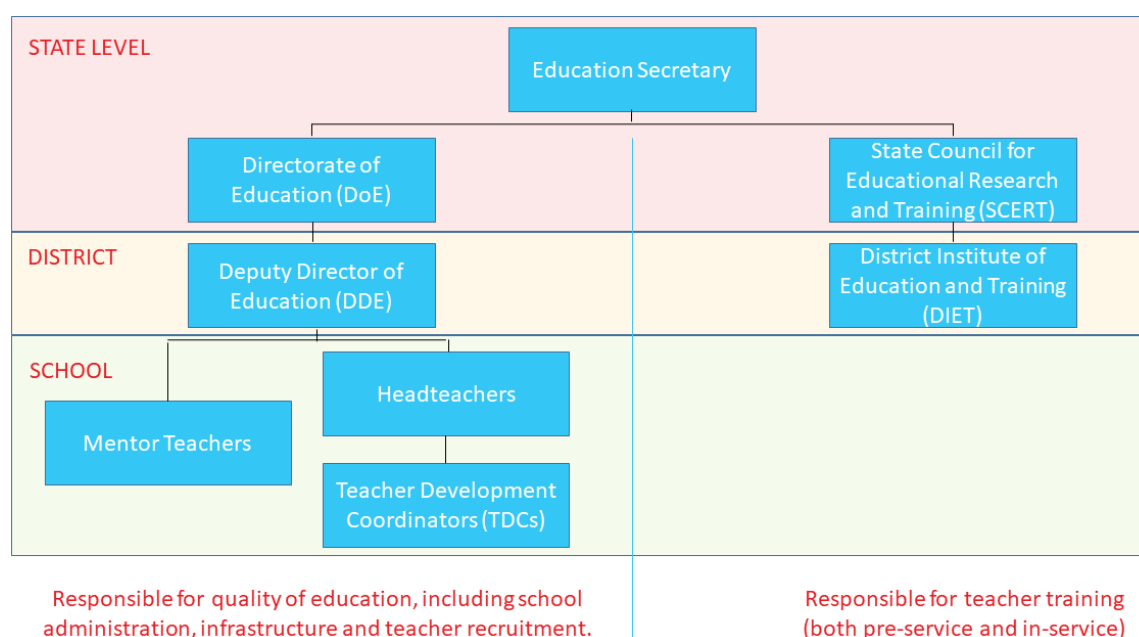 STATE LEVEL
Education Secretary
Directorate of
Education (DoE)
State Council for
Educational Research
and Training (SCERT)
DISTRICT
Deputy Director of
Education (DDE)
District Institute of
Education and Training
(DIET)
SCHOOL
Headteachers
Mentor Teachers
Teacher Development
Coordinators (TDCs)
Responsible for quality of education, including school
administration, infrastructure and teacher recruitment.
Responsible for teacher training
(both pre-service and in-service)